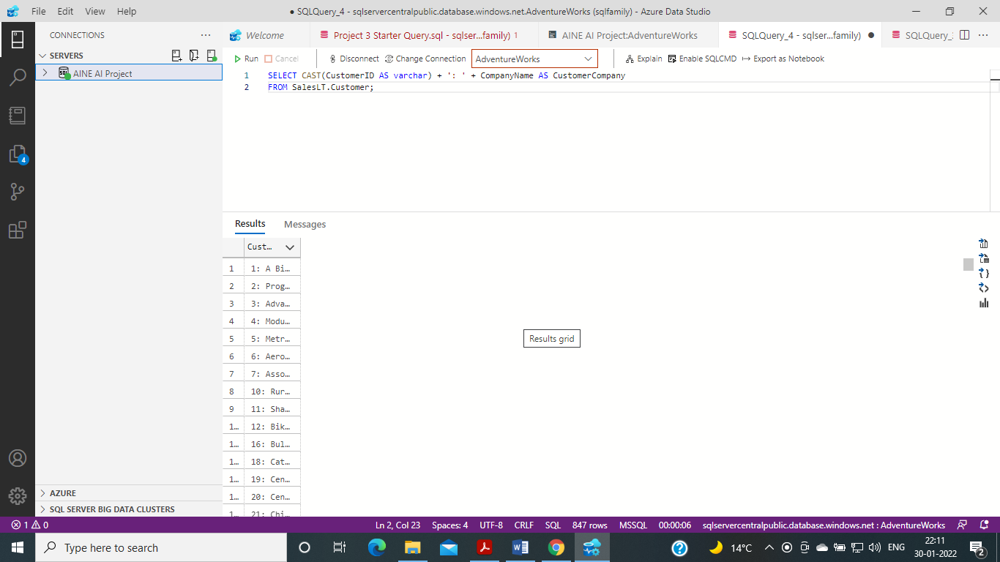 File Edit View Help
● SQLQuery_4 - sqlservercentralpublic.database.windows.net.AdventureWorks (sqlfamily) - Azure Data Studio
CONNECTIONS
Welcome
Project 3 Starter Query.sql - sqlser...family) 1
AINE AI Project:AdventureWorks
SQLQuery_4 - sqlser...family) ●
SQLQuery_
SERVERS
AINE AI Project
Run Cancel Disconnect Change Connection AdventureWorks Explain Enable SQLCMD Export as Notebook
1 SELECT CAST(CustomerID AS varchar) + ': ' + CompanyName AS CustomerCompany
2 FROM SalesLT.Customer;
4
Results Messages
Cust…
1 1: A Bi…
2 2: Prog…
3 3: Adva…
4 4: Modu…
5 5: Metr…
6 6: Aero…
7 7: Asso…
8 10: Rur…
9 11: Sha…
1… 12: Bik…
1… 16: Bul…
1… 18: Cat…
1… 19: Cen…
1… 20: Cen…
1… 21: Chi…
Results grid
AZURE
SQL SERVER BIG DATA CLUSTERS
1 0 Ln 2, Col 23 Spaces: 4 UTF-8 CRLF SQL 847 rows MSSQL 00:00:06 sqlservercentralpublic.database.windows.net : AdventureWorks
Type here to search
14°C
ENG
22:11
30-01-2022
2